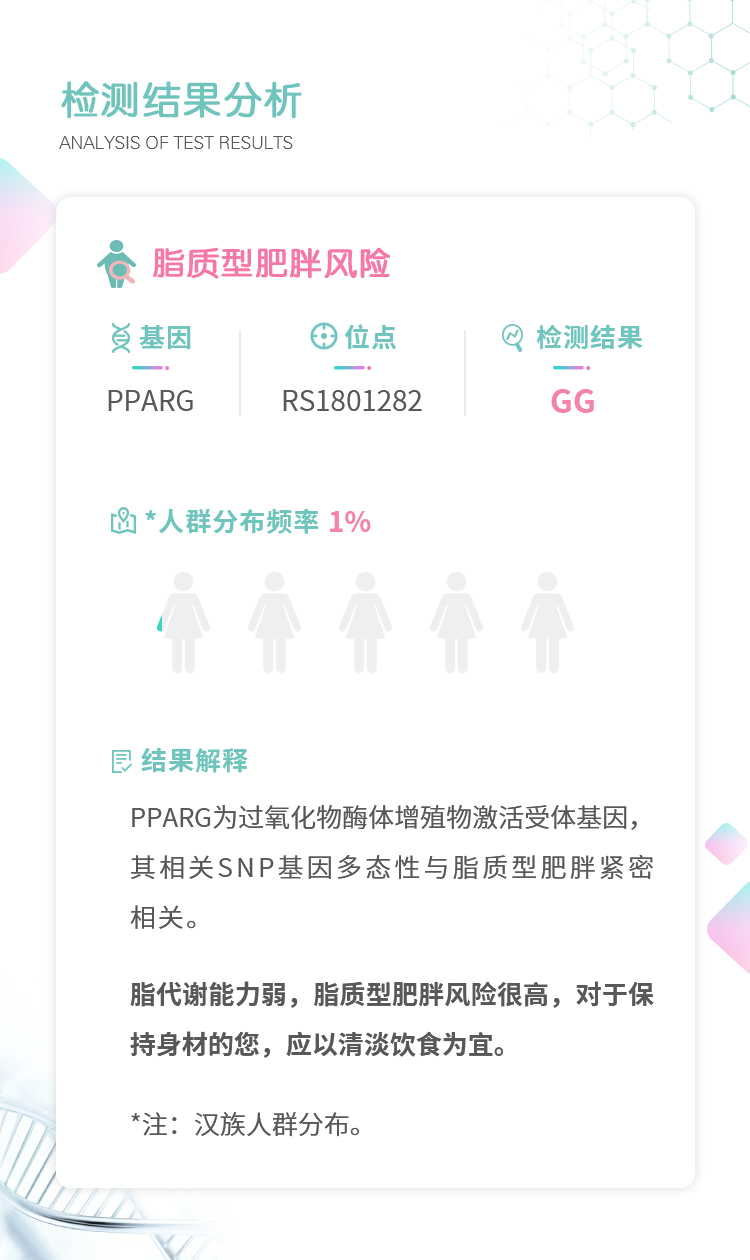 检测结果分析
ANALYSIS OF TEST RESULTS
脂质型肥胖风险
基因
位点
检测结果
PPARG
RS1801282
GG
*人群分布频率 1%
结果解释
PPARG为过氧化物酶体增殖物激活受体基因，
其相关SNP基因多态性与脂质型肥胖紧密
相关。
脂代谢能力弱，脂质型肥胖风险很高，对于保
持身材的您，应以清淡饮食为宜。
*注：汉族人群分布。